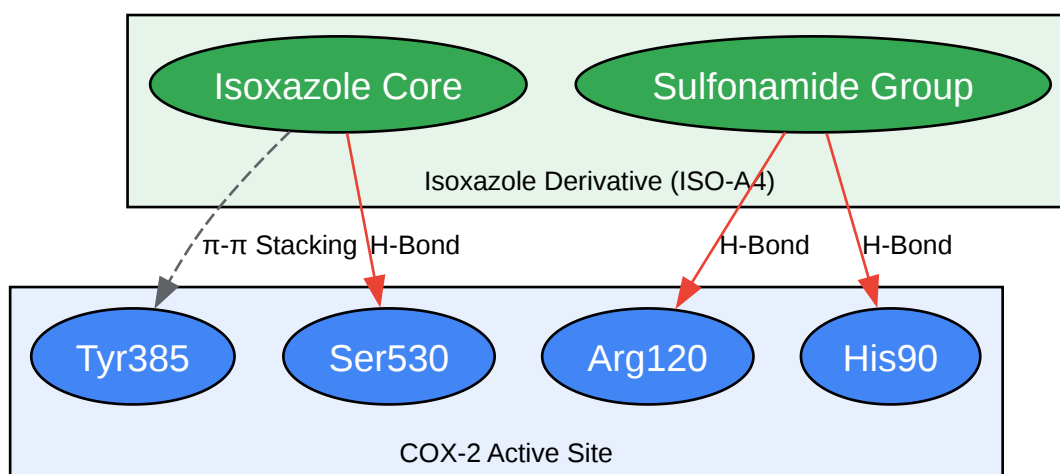 Isoxazole Core
Sulfonamide Group
Isoxazole Derivative (ISO-A4)
π-π Stacking
H-Bond
H-Bond
H-Bond
Tyr385
Ser530
Arg120
His90
COX-2 Active Site